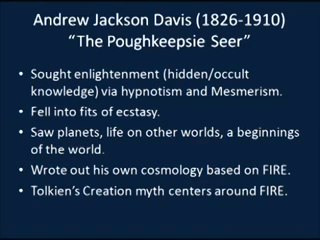 Andrew Jackson Davis (1826-1910)
“The Poughkeepsie Seer”
• Sought enlightenment (hidden/occult
knowledge) via hypnotism and Mesmerism.
• Fell into fits of ecstasy.
• Saw planets, life on other worlds, a beginnings
of the world.
• Wrote out his own cosmology based on FIRE.
• Tolkien’s Creation myth centers around FIRE.